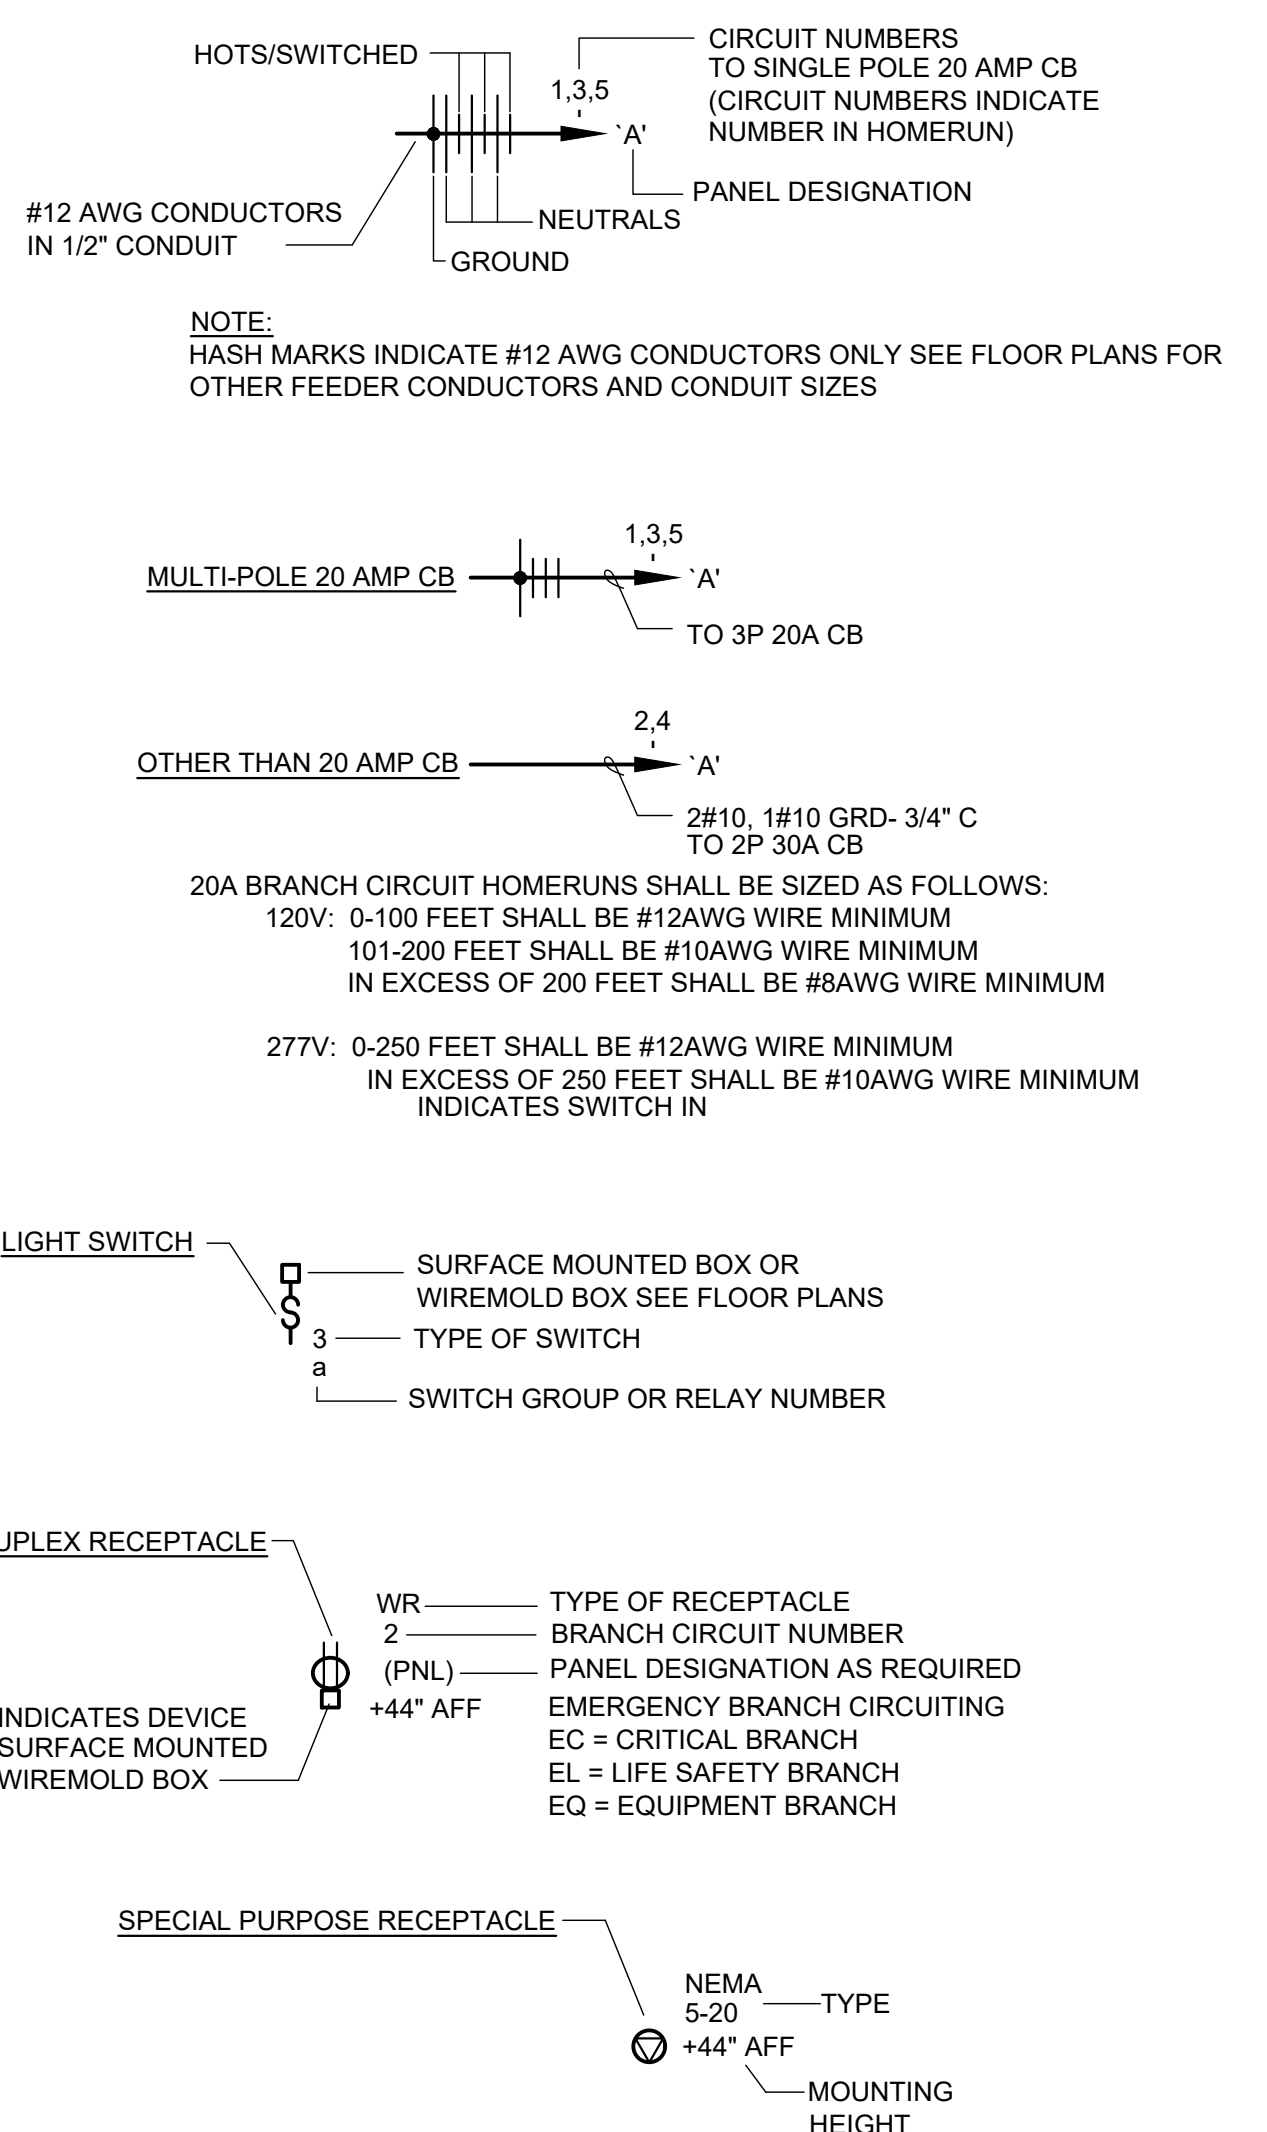 HOTS/SWITCHED
CIRCUIT NUMBERS
TO SINGLE POLE 20 AMP CB
(CIRCUIT NUMBERS INDICATE
NUMBER IN HOMERUN)
1,3,5
`A'
PANEL DESIGNATION
#12 AWG CONDUCTORS
IN 1/2" CONDUIT
NEUTRALS
GROUND
NOTE:
HASH MARKS INDICATE #12 AWG CONDUCTORS ONLY SEE FLOOR PLANS FOR
OTHER FEEDER CONDUCTORS AND CONDUIT SIZES
1,3,5
MULTI-POLE 20 AMP CB
`A'
TO 3P 20A CB
2,4
OTHER THAN 20 AMP CB
`A'
2#10, 1#10 GRD- 3/4" C
TO 2P 30A CB
20A BRANCH CIRCUIT HOMERUNS SHALL BE SIZED AS FOLLOWS:
120V: 0-100 FEET SHALL BE #12AWG WIRE MINIMUM
101-200 FEET SHALL BE #10AWG WIRE MINIMUM
IN EXCESS OF 200 FEET SHALL BE #8AWG WIRE MINIMUM
277V: 0-250 FEET SHALL BE #12AWG WIRE MINIMUM
IN EXCESS OF 250 FEET SHALL BE #10AWG WIRE MINIMUM
INDICATES SWITCH IN
LIGHT SWITCH
SURFACE MOUNTED BOX OR
WIREMOLD BOX SEE FLOOR PLANS
S
3
TYPE OF SWITCH
a
SWITCH GROUP OR RELAY NUMBER
UPLEX RECEPTACLE
WR
TYPE OF RECEPTACLE
2
BRANCH CIRCUIT NUMBER
(PNL)
PANEL DESIGNATION AS REQUIRED
+44" AFF
EMERGENCY BRANCH CIRCUITING
EC = CRITICAL BRANCH
EL = LIFE SAFETY BRANCH
EQ = EQUIPMENT BRANCH
INDICATES DEVICE
SURFACE MOUNTED
WIREMOLD BOX
SPECIAL PURPOSE RECEPTACLE
NEMA
5-20
TYPE
+44" AFF
MOUNTING
HEIGHT